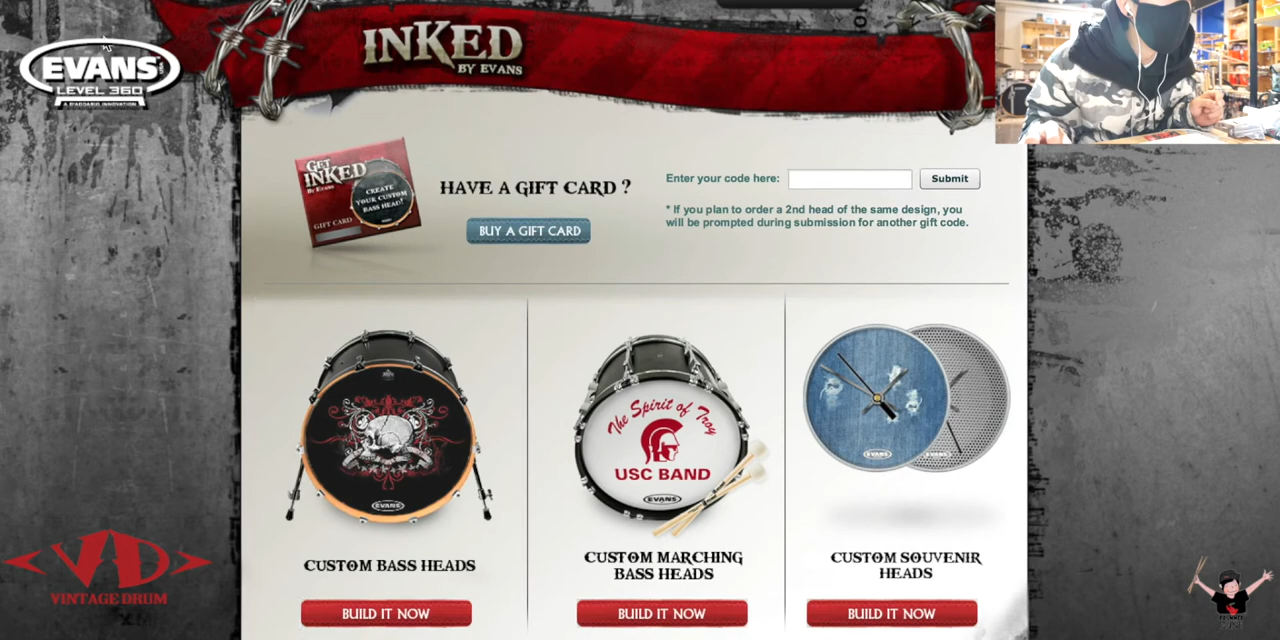 INKED
BY EVANS
EVANS
LEVEL 360
A D'ADDARIO INNOVATION
GET
INKED
BY EVANS
CREATE
YOUR CUSTOM
BASS HEAD!
GIFT CARD
HAVE A GIFT CARD ?
BUY A GIFT CARD
Enter your code here:
Submit
* If you plan to order a 2nd head of the same design, you
will be prompted during submission for another gift code.
EVANS
The Spirit of Troy
USC BAND
EVANS
EVANS
EVANS
CUSTOM BASS HEADS
CUSTOM MARCHING
BASS HEADS
CUSTOM SOUVENIR
HEADS
BUILD IT NOW
BUILD IT NOW
BUILD IT NOW
VD
VINTAGE DRUM